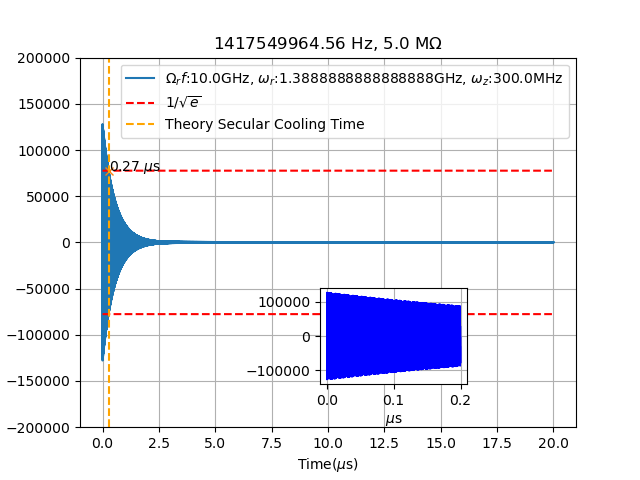 1417549964.56 Hz, 5.0 MΩ
200000
150000
100000
50000
0
−50000
−100000
−150000
−200000
Ω_rf:10.0GHz, ω_r:1.3888888888888888GHz, ω_z:300.0MHz
1/√e
Theory Secular Cooling Time
0.27 μs
100000
0
−100000
0.0 0.1 0.2
μs
0.0 2.5 5.0 7.5 10.0 12.5 15.0 17.5 20.0
Time(μs)